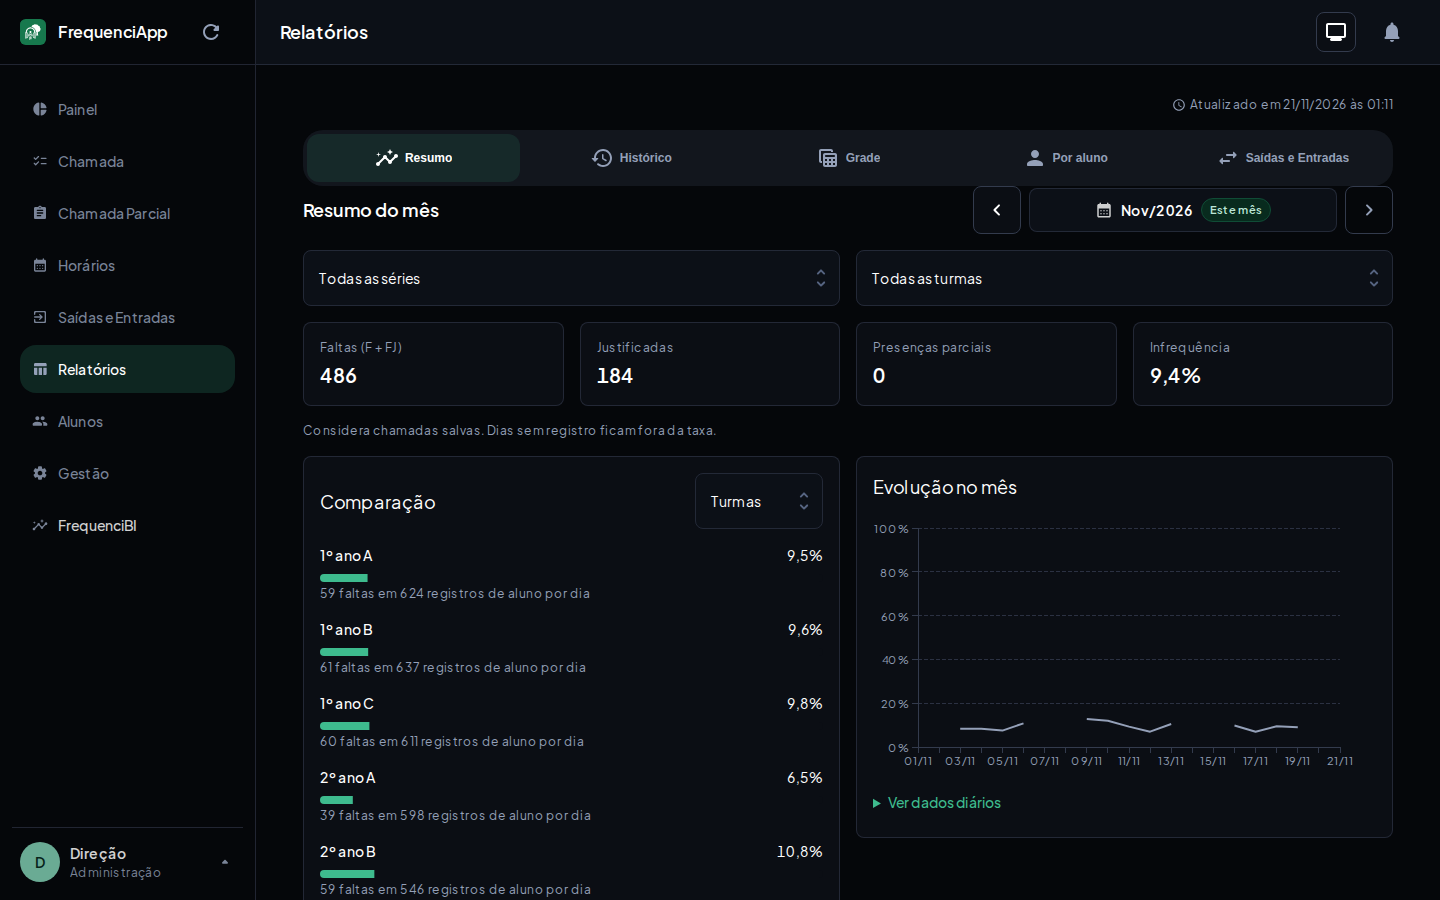 FrequenciApp
Relatórios
Painel
Chamada
Chamada Parcial
Horários
Saídas e Entradas
Relatórios
Alunos
Gestão
FrequenciBI
D
Direção
Administração
Atualizado em 21/11/2026 às 01:11
Resumo
Histórico
Grade
Por aluno
Saídas e Entradas
Resumo do mês
Nov/2026
Este mês
Todas as séries
Todas as turmas
Faltas (F + FJ)
486
Justificadas
184
Presenças parciais
0
Infrequência
9,4%
Considera chamadas salvas. Dias sem registro ficam fora da taxa.
Comparação
Turmas
1º ano A
9,5%
59 faltas em 624 registros de aluno por dia
1º ano B
9,6%
61 faltas em 637 registros de aluno por dia
1º ano C
9,8%
60 faltas em 611 registros de aluno por dia
2º ano A
6,5%
39 faltas em 598 registros de aluno por dia
2º ano B
10,8%
59 faltas em 546 registros de aluno por dia
Evolução no mês
100%
80%
60%
40%
20%
0%
01/11
03/11
05/11
07/11
09/11
11/11
13/11
15/11
17/11
19/11
21/11
Ver dados diários